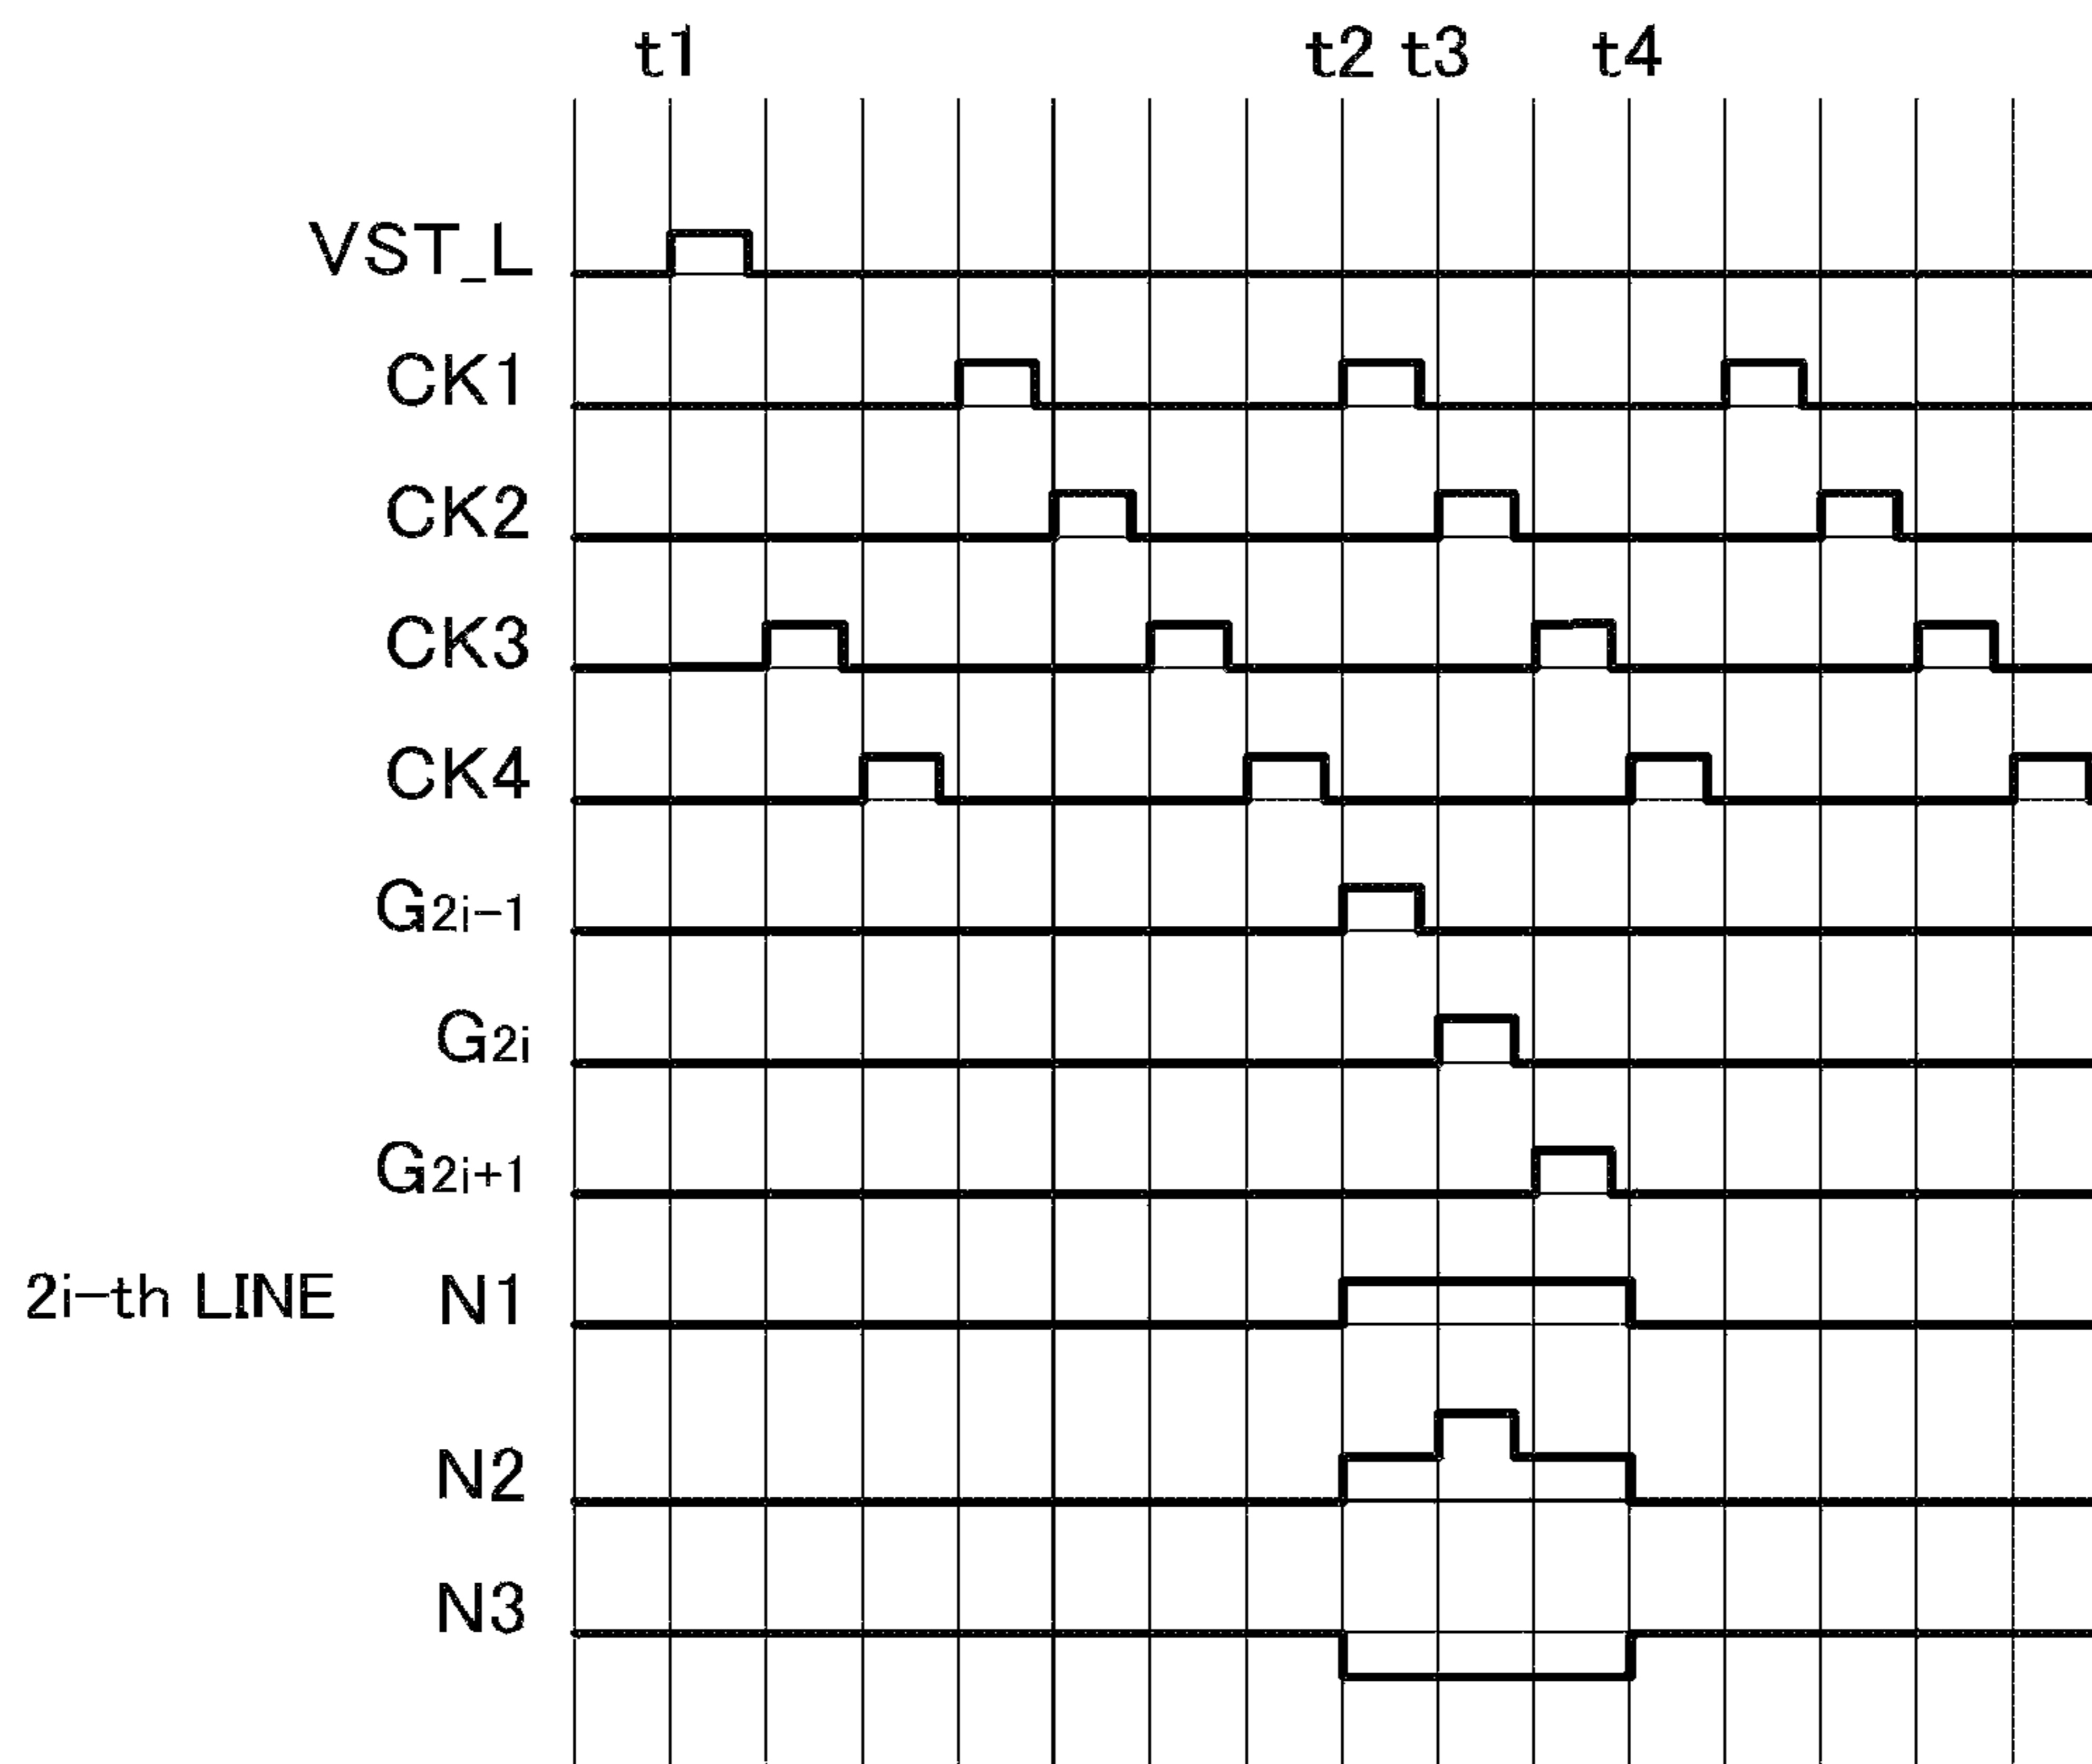 t1 t2 t3 t4
VST_L
CK1
CK2
CK3
CK4
G2i-1
G2i
G2i+1
2i-th LINE N1
N2
N3